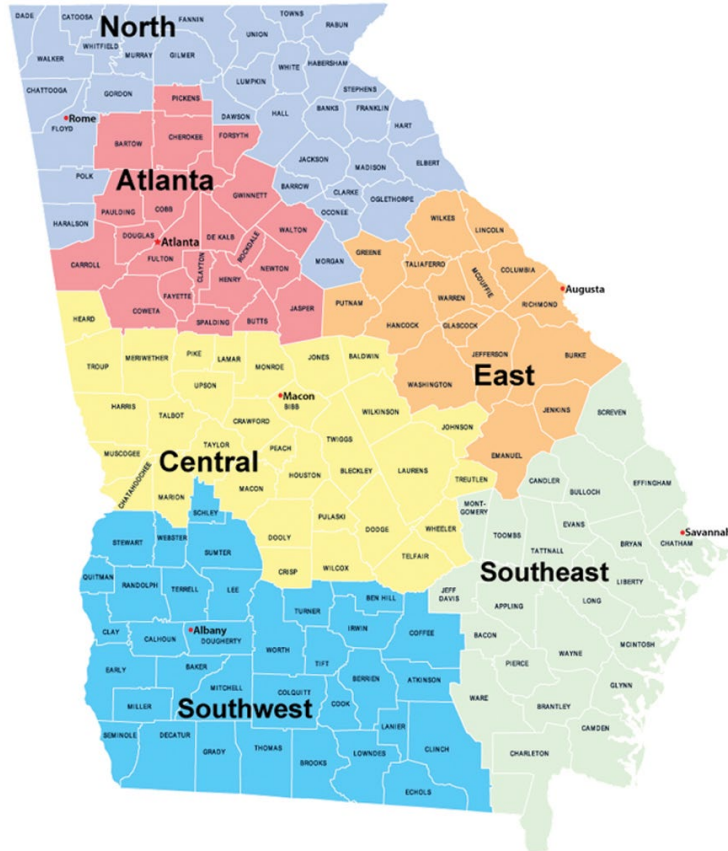 North
DADE
CATOOSA
FANNIN
TOWNS
RABUN
WHITFIELD
MURRAY
GILMER
UNION
WALKER
WHITE
HABERSHAM
LUMPKIN
STEPHENS
CHATTOOGA
GORDON
PICKENS
DAWSON
HALL
BANKS
FRANKLIN
HART
Rome
FLOYD
BARTOW
CHEROKEE
FORSYTH
JACKSON
MADISON
ELBERT
POLK
Atlanta
GWINNETT
BARROW
CLARKE
OGLETHORPE
OCONEE
HARALSON
PAULDING
COBB
DOUGLAS
Atlanta
DE KALB
ROCKDALE
WALTON
MORGAN
CARROLL
FULTON
CLAYTON
HENRY
NEWTON
FAYETTE
COWETA
SPALDING
BUTTS
JASPER
WILKES
LINCOLN
GREENE
TALIAFERRO
MCDUFFIE
COLUMBIA
Augusta
PUTNAM
WARREN
RICHMOND
HANCOCK
GLASCOCK
JEFFERSON
BURKE
WASHINGTON
East
JENKINS
EMANUEL
HEARD
TROUP
MERIWETHER
PIKE
LAMAR
MONROE
JONES
BALDWIN
UPSON
Macon
BIBB
HARRIS
TALBOT
CRAWFORD
WILKINSON
JOHNSON
TAYLOR
TWIGGS
MUSCOGEE
Central
PEACH
CHATAHOOCHEE
MARION
MACON
HOUSTON
BLECKLEY
LAURENS
TREUTLEN
PULASKI
DOOLY
DODGE
WHEELER
TELFAIR
CRISP
WILCOX
SCREVEN
CANDLER
BULLOCH
EFFINGHAM
MONT-
GOMERY
TOOMBS
EVANS
TATTNALL
BRYAN
Savannah
CHATHAM
Southeast
LIBERTY
JEFF
DAVIS
APPLING
LONG
BACON
WAYNE
MCINTOSH
PIERCE
GLYNN
WARE
BRANTLEY
CAMDEN
CHARLETON
SCHLEY
STEWART
WEBSTER
SUMTER
QUITMAN
RANDOLPH
TERRELL
LEE
TURNER
BEN HILL
CLAY
CALHOUN
Albany
DOUGHERTY
IRWIN
COFFEE
WORTH
TIFT
EARLY
BAKER
BERRIEN
ATKINSON
MITCHELL
COLQUITT
COOK
MILLER
Southwest
LANIER
SEMINOLE
DECATUR
GRADY
THOMAS
BROOKS
LOWNDES
CLINCH
ECHOLS